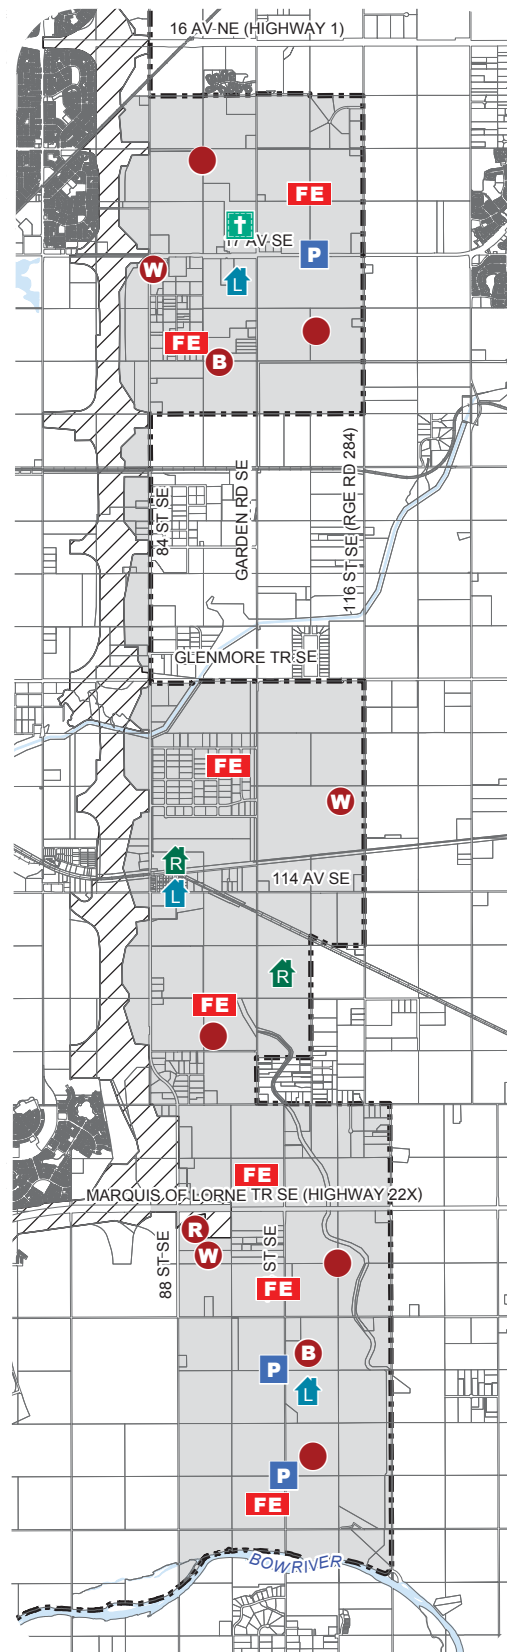 16 AV NE (HIGHWAY 1)
FE
17 AV SE
P
W
L
FE
B
116 ST SE (RGE RD 284)
GARDEN RD SE
84 ST SE
GLENMORE TR SE
FE
W
R
114 AV SE
L
R
FE
FE
MARQUIS OF LORNE TR SE (HIGHWAY 22X)
R
W
88 ST SE
ST SE
FE
B
P
L
P
FE
BOW RIVER